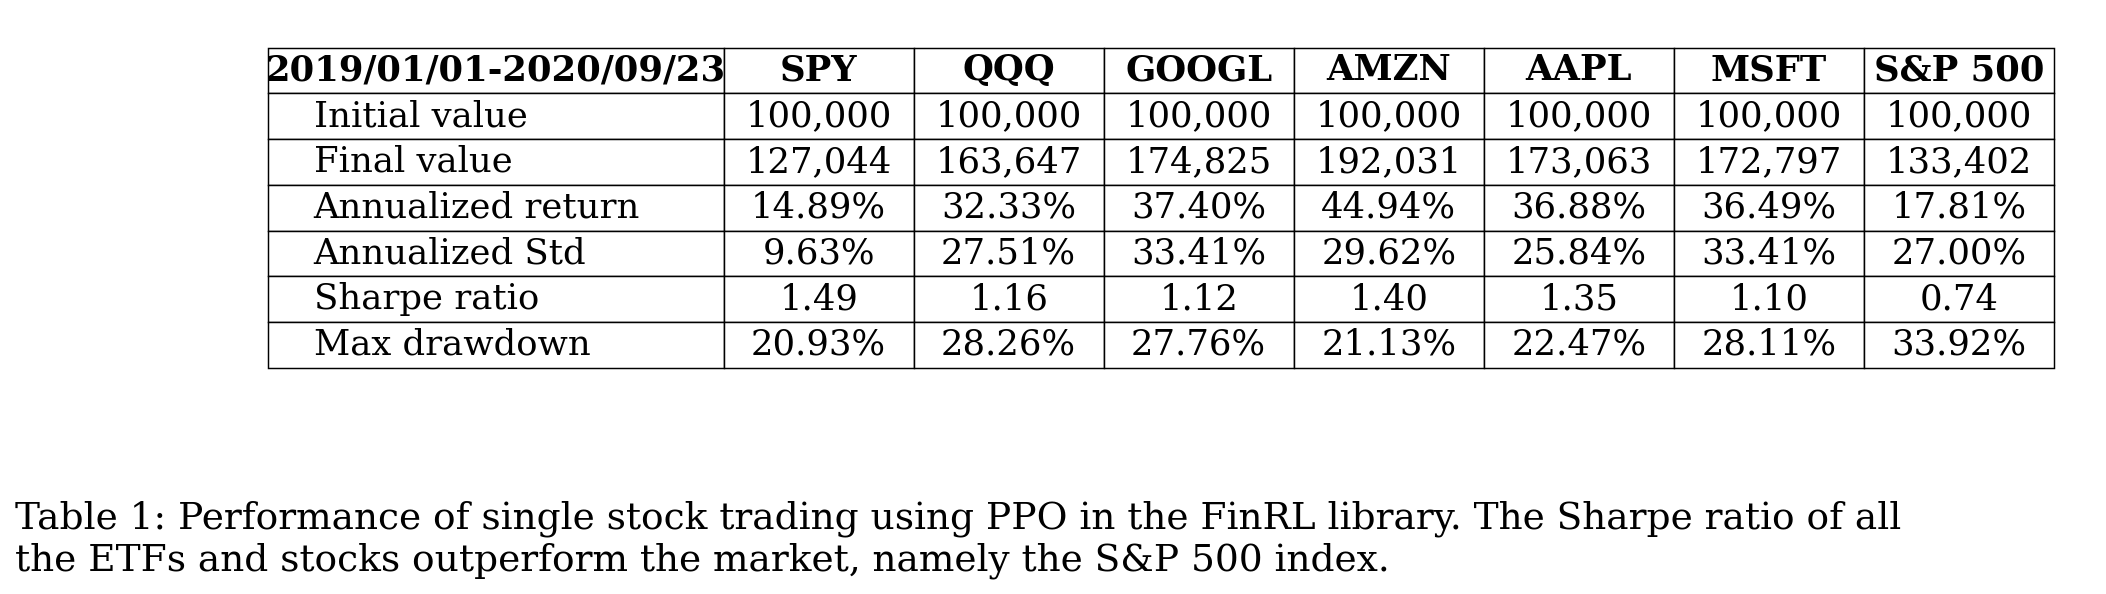 2019/01/01-2020/09/23 SPY QQQ GOOGL AMZN AAPL MSFT S&P 500
Initial value 100,000 100,000 100,000 100,000 100,000 100,000 100,000
Final value 127,044 163,647 174,825 192,031 173,063 172,797 133,402
Annualized return 14.89% 32.33% 37.40% 44.94% 36.88% 36.49% 17.81%
Annualized Std 9.63% 27.51% 33.41% 29.62% 25.84% 33.41% 27.00%
Sharpe ratio 1.49 1.16 1.12 1.40 1.35 1.10 0.74
Max drawdown 20.93% 28.26% 27.76% 21.13% 22.47% 28.11% 33.92%
Table 1: Performance of single stock trading using PPO in the FinRL library. The Sharpe ratio of all
the ETFs and stocks outperform the market, namely the S&P 500 index.